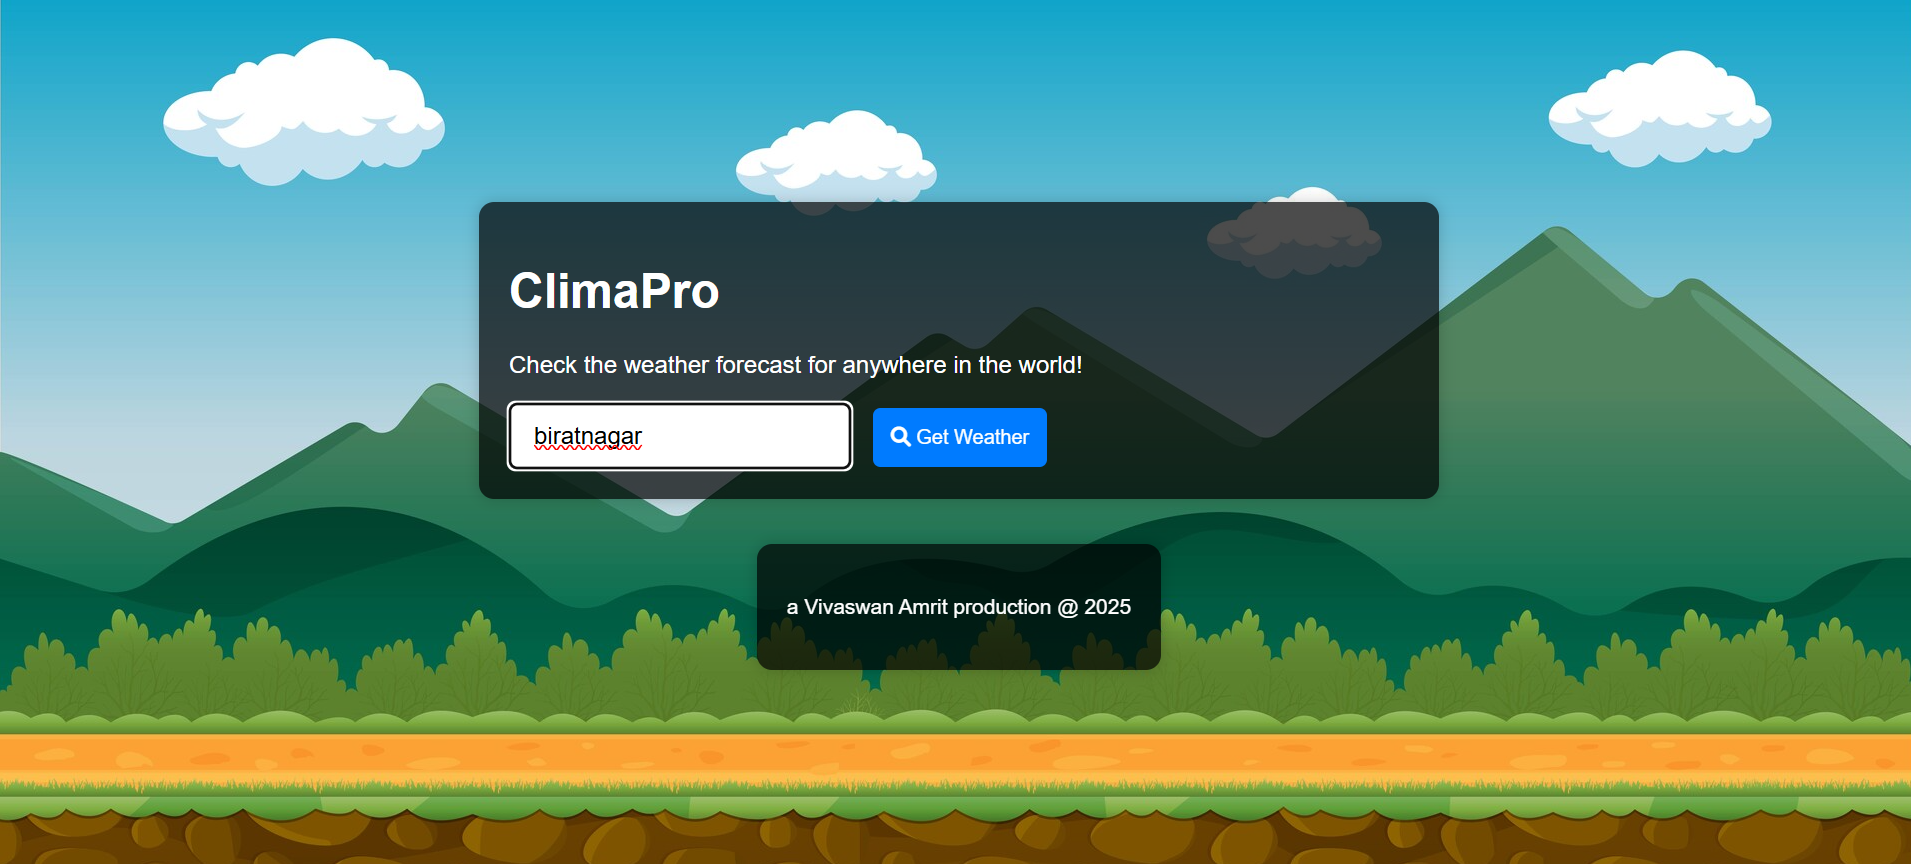 ClimaPro
Check the weather forecast for anywhere in the world!
biratnagar
Get Weather
a Vivaswan Amrit production @ 2025